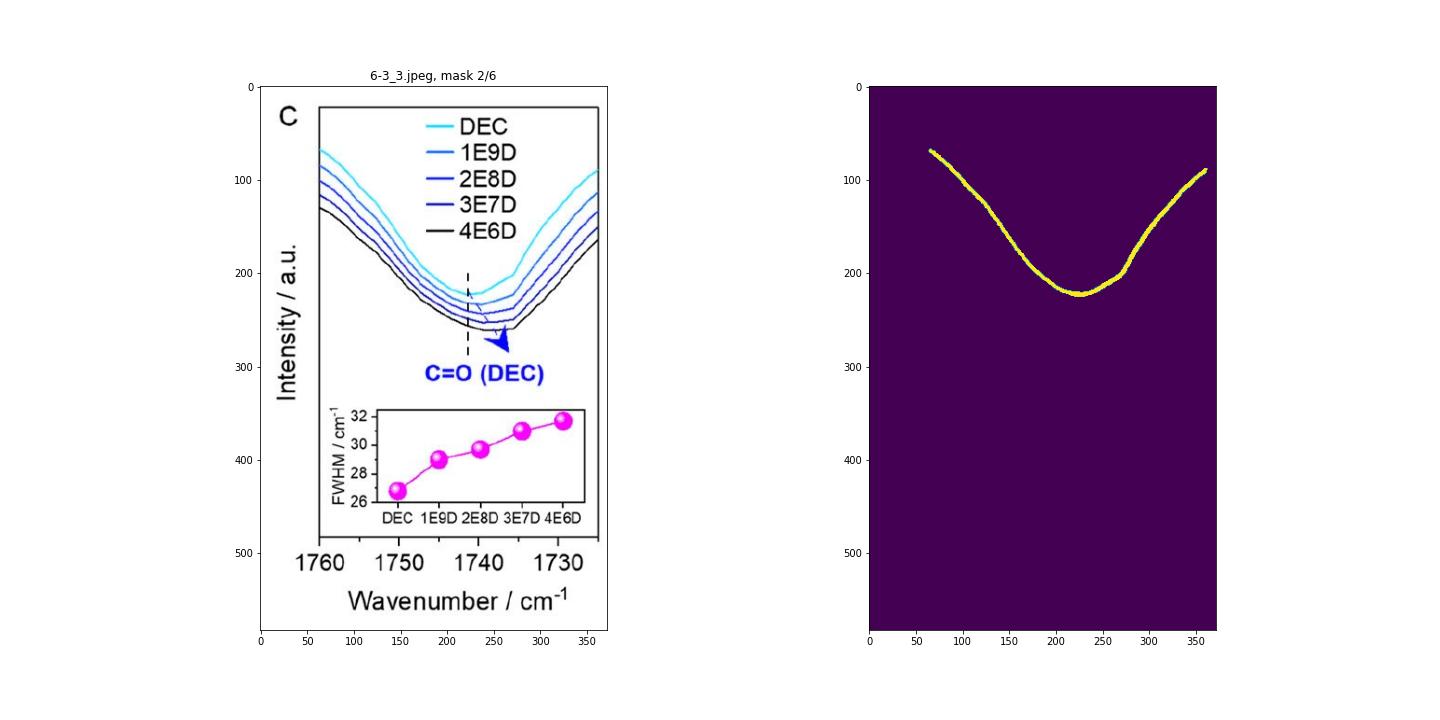 6-3_3.jpeg, mask 2/6
C
DEC
1E9D
2E8D
3E7D
4E6D
Intensity / a.u.
C=O (DEC)
FWHM / cm⁻¹
32
30
28
26
DEC 1E9D 2E8D 3E7D 4E6D
1760 1750 1740 1730
Wavenumber / cm⁻¹
0
100
200
300
400
500
0 50 100 150 200 250 300 350
0
100
200
300
400
500
0 50 100 150 200 250 300 350